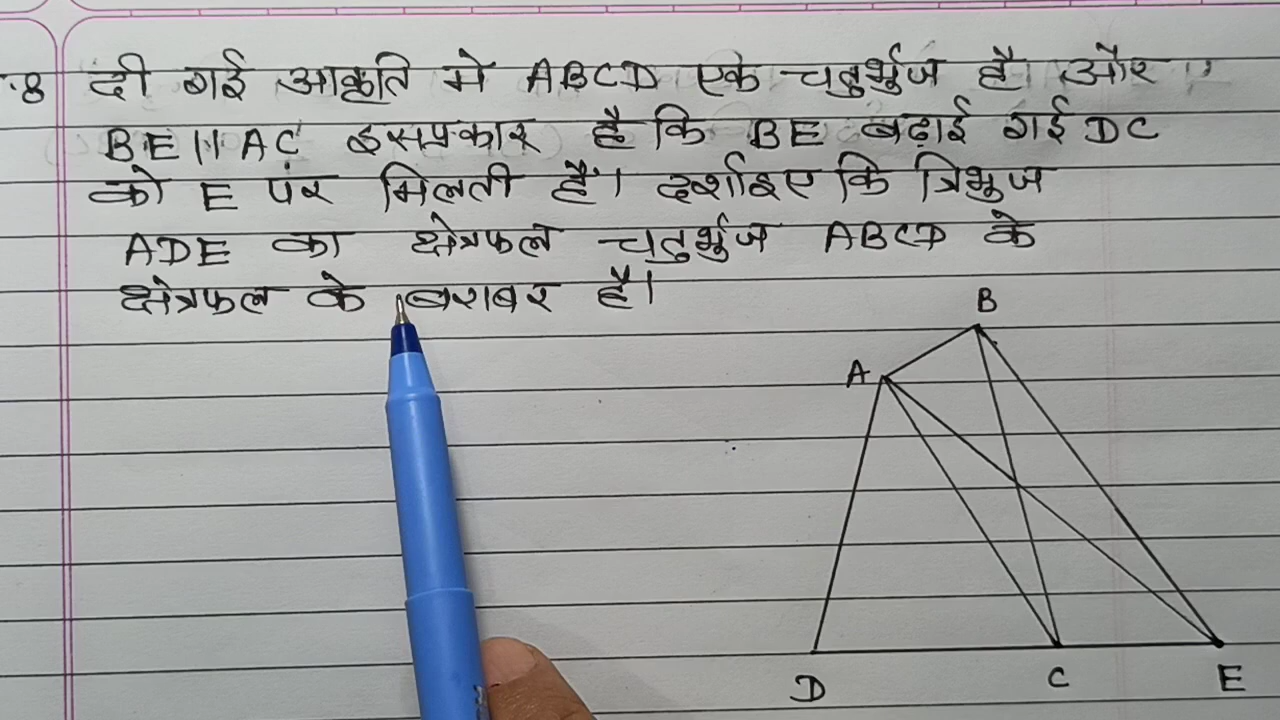 .8 दी गई आकृति मे ABCD एक चतुर्भुज है। और
BE || AC इसप्रकार है कि BE बढ़ाई गई DC
को E पर मिलती है। दर्शाइए कि त्रिभुज
ADE का क्षेत्रफल चतुर्भुज ABCD के
क्षेत्रफल के बराबर है।
B
A
D C E